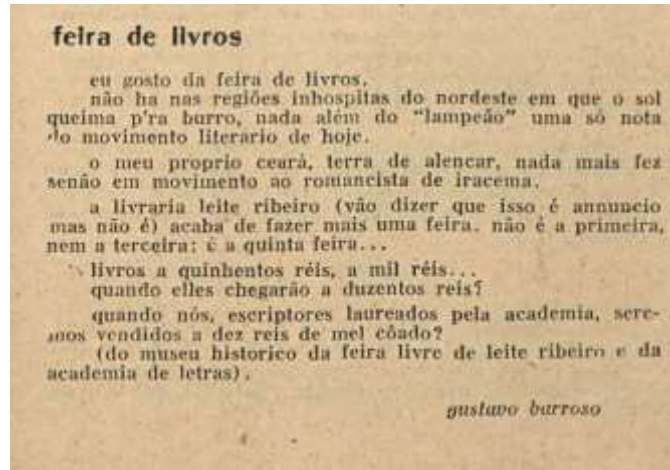 feira de livros
eu gosto da feira de livros.
não ha nas regiões inhospitas do nordeste em que o sol
queima p'ra burro, nada além do "lampeão" uma só nota
do movimento literario de hoje.
o meu proprio ceará, terra de alencar, nada mais fez
senão em movimento ao romancista de iracema.
a livraria leite ribeiro (vão dizer que isso é annuncio
mas não é) acaba de fazer mais uma feira. não é a primeira,
nem a terceira: é a quinta feira...
livros a quinhentos réis, a mil réis...
quando elles chegarão a duzentos reis?
quando nós, escriptores laureados pela academia, sere-
mos vendidos a dez reis de mel côado?
(do museu historico da feira livre de leite ribeiro e da
academia de letras).
gustavo barroso